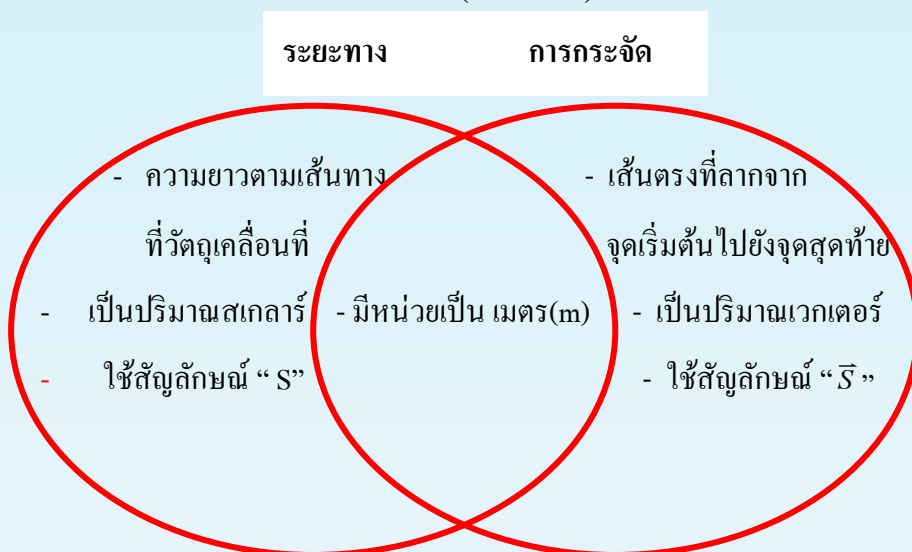 ระยะทาง การกระจัด
- ความยาวตามเส้นทาง
ที่วัตถุเคลื่อนที่
- เป็นปริมาณสเกลาร์
- ใช้สัญลักษณ์ “ S”
- มีหน่วยเป็น เมตร(m)
- เส้นตรงที่ลากจาก
จุดเริ่มต้นไปยังจุดสุดท้าย
- เป็นปริมาณเวกเตอร์
- ใช้สัญลักษณ์ “ S⃗ ”